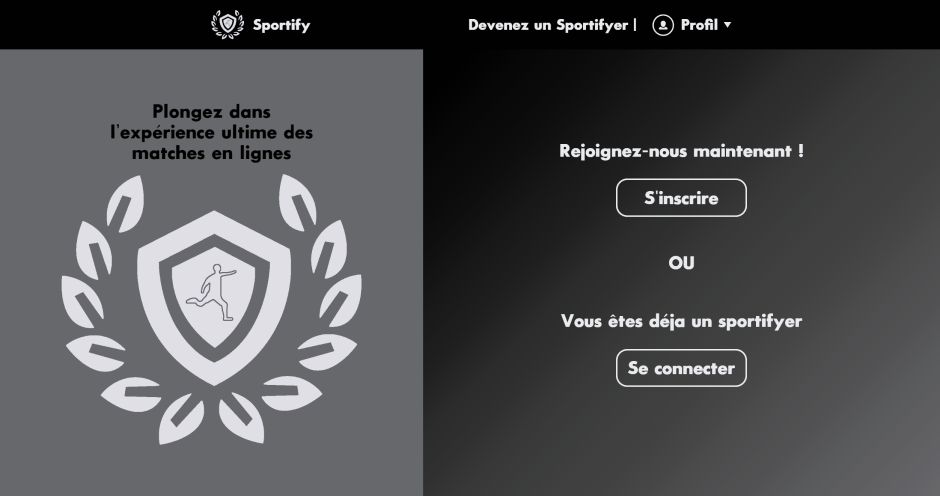 Sportify
Devenez un Sportifyer |
Profil
Plongez dans
l'expérience ultime des
matches en lignes
Rejoignez-nous maintenant !
S'inscrire
OU
Vous êtes déja un sportifyer
Se connecter